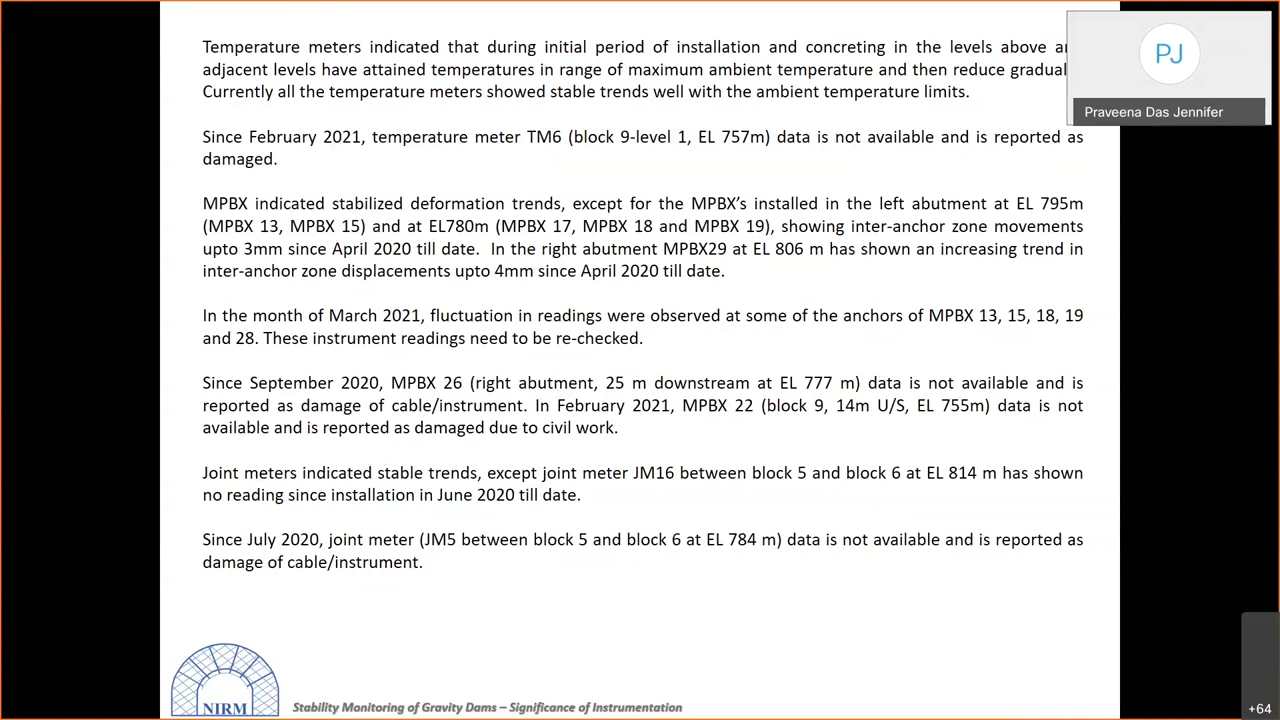 Temperature meters indicated that during initial period of installation and concreting in the levels above
adjacent levels have attained temperatures in range of maximum ambient temperature and then reduce
Currently all the temperature meters showed stable trends well with the ambient temperature limits.
Since February 2021, temperature meter TM6 (block 9-level 1, EL 757m) data is not available and is reported as
damaged.
MPBX indicated stabilized deformation trends, except for the MPBX's installed in the left abutment at EL 795m
(MPBX 13, MPBX 15) and at EL780m (MPBX 17, MPBX 18 and MPBX 19), showing inter-anchor zone movements
upto 3mm since April 2020 till date. In the right abutment MPBX29 at EL 806 m has shown an increasing trend in
inter-anchor zone displacements upto 4mm since April 2020 till date.
In the month of March 2021, fluctuation in readings were observed at some of the anchors of MPBX 13, 15, 18, 19
and 28. These instrument readings need to be re-checked.
Since September 2020, MPBX 26 (right abutment, 25 m downstream at EL 777 m) data is not available and is
reported as damage of cable/instrument. In February 2021, MPBX 22 (block 9, 14m U/S, EL 755m) data is not
available and is reported as damaged due to civil work.
Joint meters indicated stable trends, except joint meter JM16 between block 5 and block 6 at EL 814 m has shown
no reading since installation in June 2020 till date.
Since July 2020, joint meter (JM5 between block 5 and block 6 at EL 784 m) data is not available and is reported as
damage of cable/instrument.
NIRM
Stability Monitoring of Gravity Dams – Significance of Instrumentation
PJ
Praveena Das Jennifer
+64